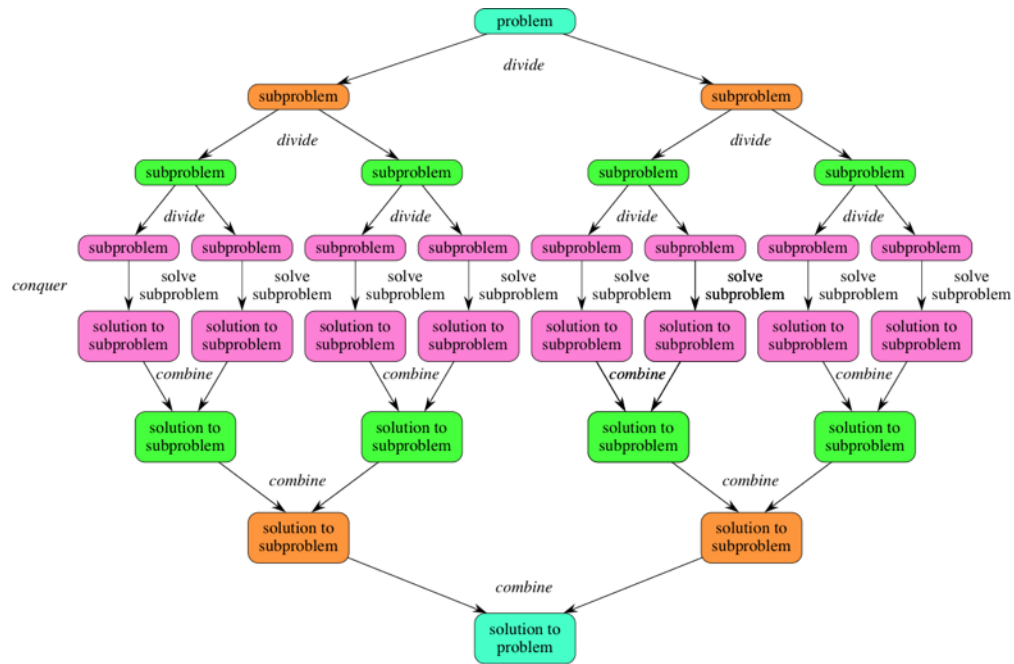 problem
divide
subproblem
subproblem
divide
divide
subproblem
subproblem
subproblem
subproblem
divide
divide
divide
divide
subproblem
subproblem
subproblem
subproblem
subproblem
subproblem
subproblem
subproblem
conquer
solve
subproblem
solve
subproblem
solve
subproblem
solve
subproblem
solve
subproblem
solve
subproblem
solve
subproblem
solve
subproblem
solution to
subproblem
solution to
subproblem
solution to
subproblem
solution to
subproblem
solution to
subproblem
solution to
subproblem
solution to
subproblem
solution to
subproblem
combine
combine
combine
combine
solution to
subproblem
solution to
subproblem
solution to
subproblem
solution to
subproblem
combine
combine
solution to
subproblem
solution to
subproblem
combine
solution to
problem